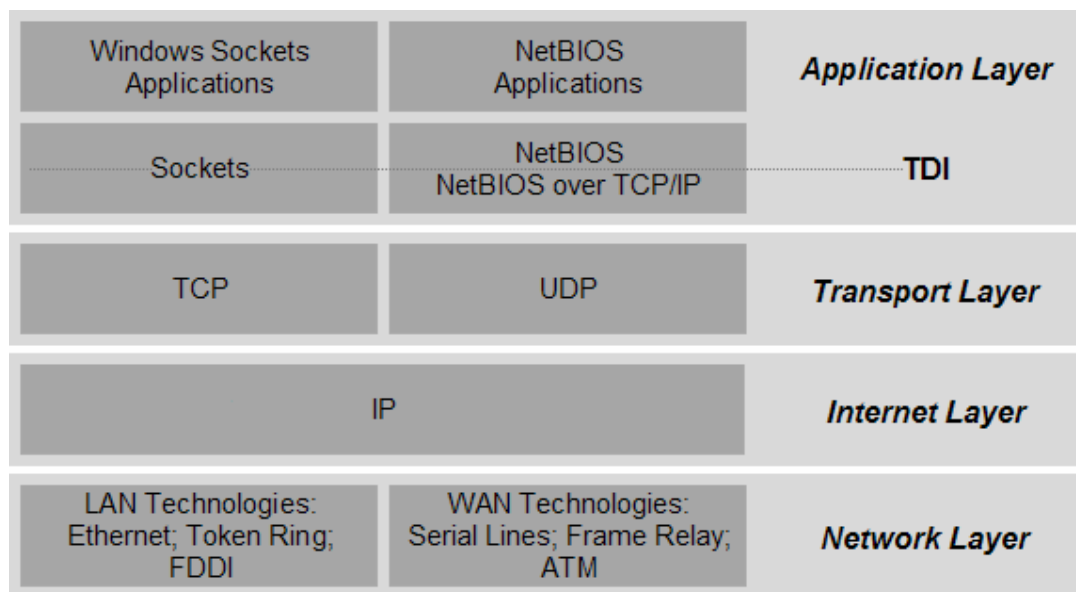 Windows Sockets
Applications
NetBIOS
Applications
Application Layer
Sockets
NetBIOS
NetBIOS over TCP/IP
TDI
TCP
UDP
Transport Layer
IP
Internet Layer
LAN Technologies:
Ethernet; Token Ring;
FDDI
WAN Technologies:
Serial Lines; Frame Relay;
ATM
Network Layer